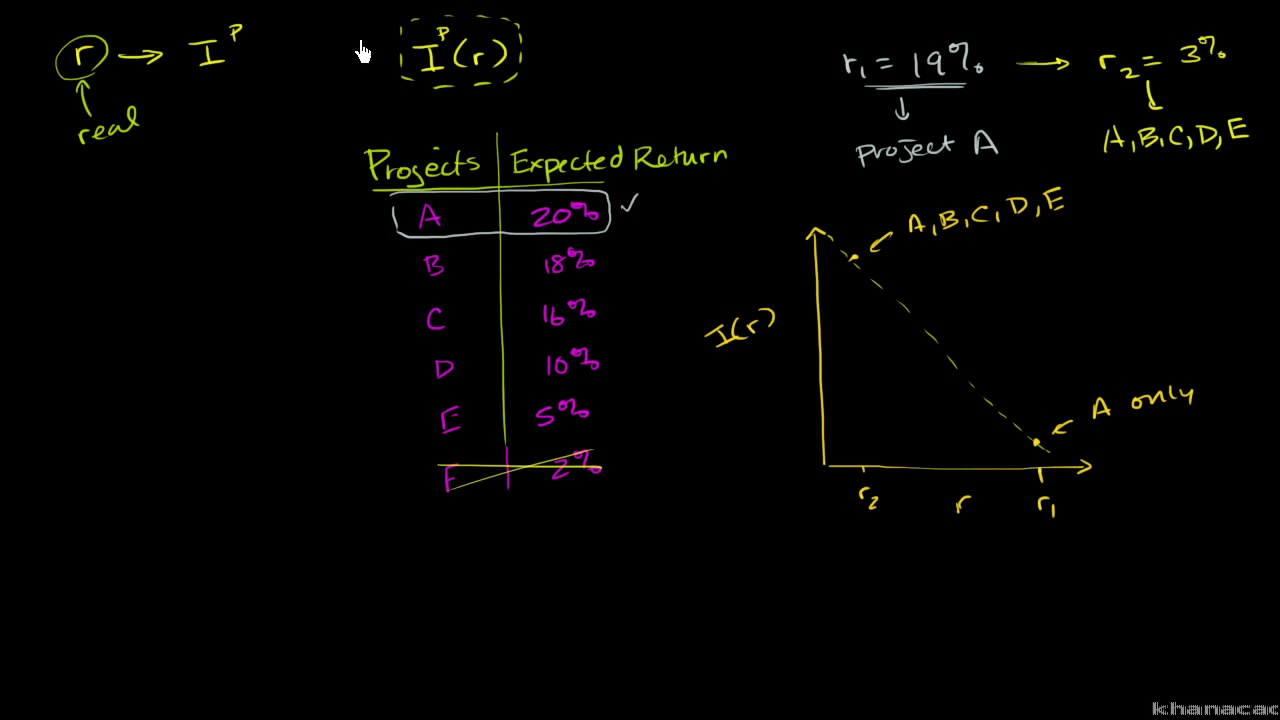 r → I^P
real
I^P(r)
r₁ = 19% → r₂ = 3%
Project A
A, B, C, D, E
Projects Expected Return
A 20% ✓
B 18%
C 16%
D 10%
E 5%
F 2%
A, B, C, D, E
I(r)
A only
r₂ r r₁
khanacac